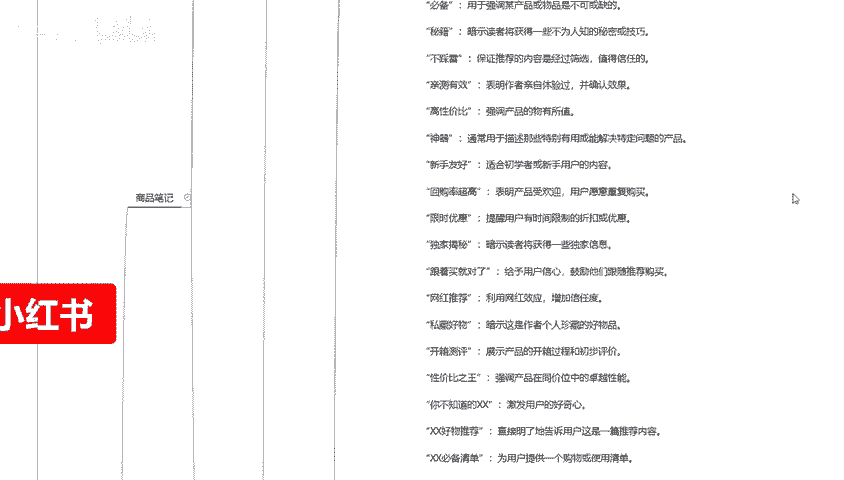 "必备"：用于强调某产品或物品是不可或缺的。
"秘籍"：暗示读者将获得一些不为人知的秘密或技巧。
"不踩雷"：保证推荐的内容是经过筛选，值得信任的。
"亲测有效"：表明作者亲自体验过，并确认效果。
"高性价比"：强调产品的物有所值。
"神器"：通常用于描述那些特别有用或能解决特定问题的产品。
"新手友好"：适合初学者或新手用户的内容。
商品笔记
"回购率超高"：表明产品受欢迎，用户愿意重复购买。
"限时优惠"：提醒用户有时间限制的折扣或优惠。
"独家揭秘"：暗示读者将获得一些独家信息。
"跟着买就对了"：给予用户信心，鼓励他们跟随推荐购买。
"网红推荐"：利用网红效应，增加信任度。
小红书
"私藏好物"：暗示这是作者个人珍藏的好物品。
"开箱测评"：展示产品的开箱过程和初步评价。
"性价比之王"：强调产品在同价位中的卓越性能。
"你不知道的XX"：激发用户的好奇心。
"XX好物推荐"：直接明了地告诉用户这是一篇推荐内容。
"XX必备清单"：为用户提供一个购物或使用清单。